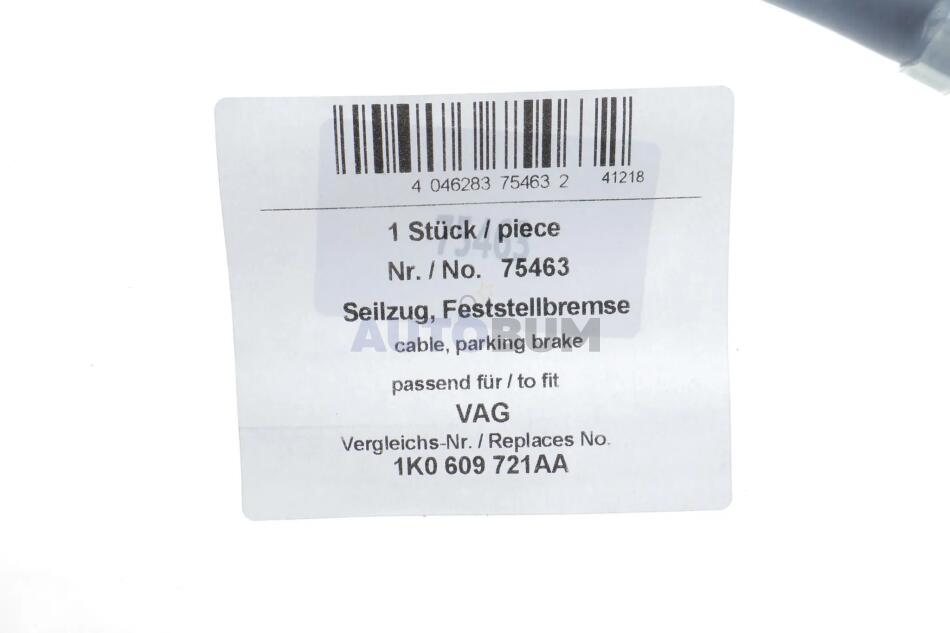 4 046283 75463 2 41218
1 Stück / piece
75463
Nr. / No. 75463
Seilzug, Feststellbremse
AUTOBUM
cable, parking brake
passend für / to fit
VAG
Vergleichs-Nr. / Replaces No.
1K0 609 721AA